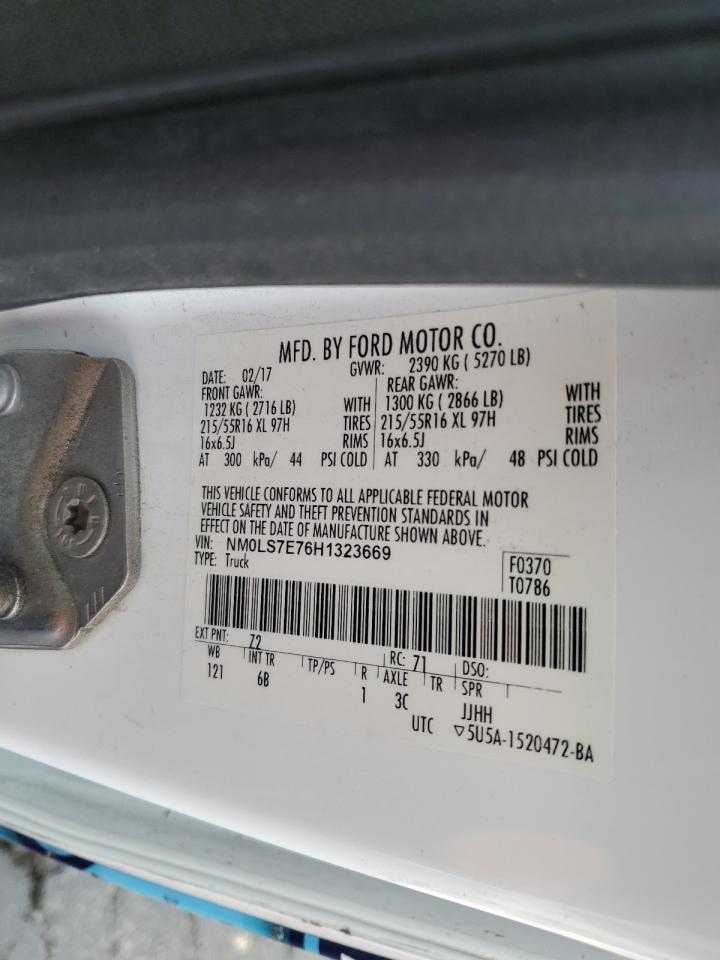 MFD. BY FORD MOTOR CO.
DATE: 02/17 GVWR: 2390 KG ( 5270 LB)
FRONT GAWR: REAR GAWR:
1232 KG ( 2716 LB) WITH 1300 KG ( 2866 LB) WITH
215/55R16 XL 97H TIRES 215/55R16 XL 97H TIRES
16x6.5J RIMS 16x6.5J RIMS
AT 300 kPa/ 44 PSI COLD AT 330 kPa/ 48 PSI COLD
THIS VEHICLE CONFORMS TO ALL APPLICABLE FEDERAL MOTOR
VEHICLE SAFETY AND THEFT PREVENTION STANDARDS IN
EFFECT ON THE DATE OF MANUFACTURE SHOWN ABOVE.
VIN: NM0LS7E76H1323669
TYPE: Truck
F0370
T0786
EXT PNT: Z2 RC: 71 DSO:
WB INT TR TP/PS R AXLE TR SPR
121 6B 1 3C JJHH
UTC ▽5U5A-1520472-BA